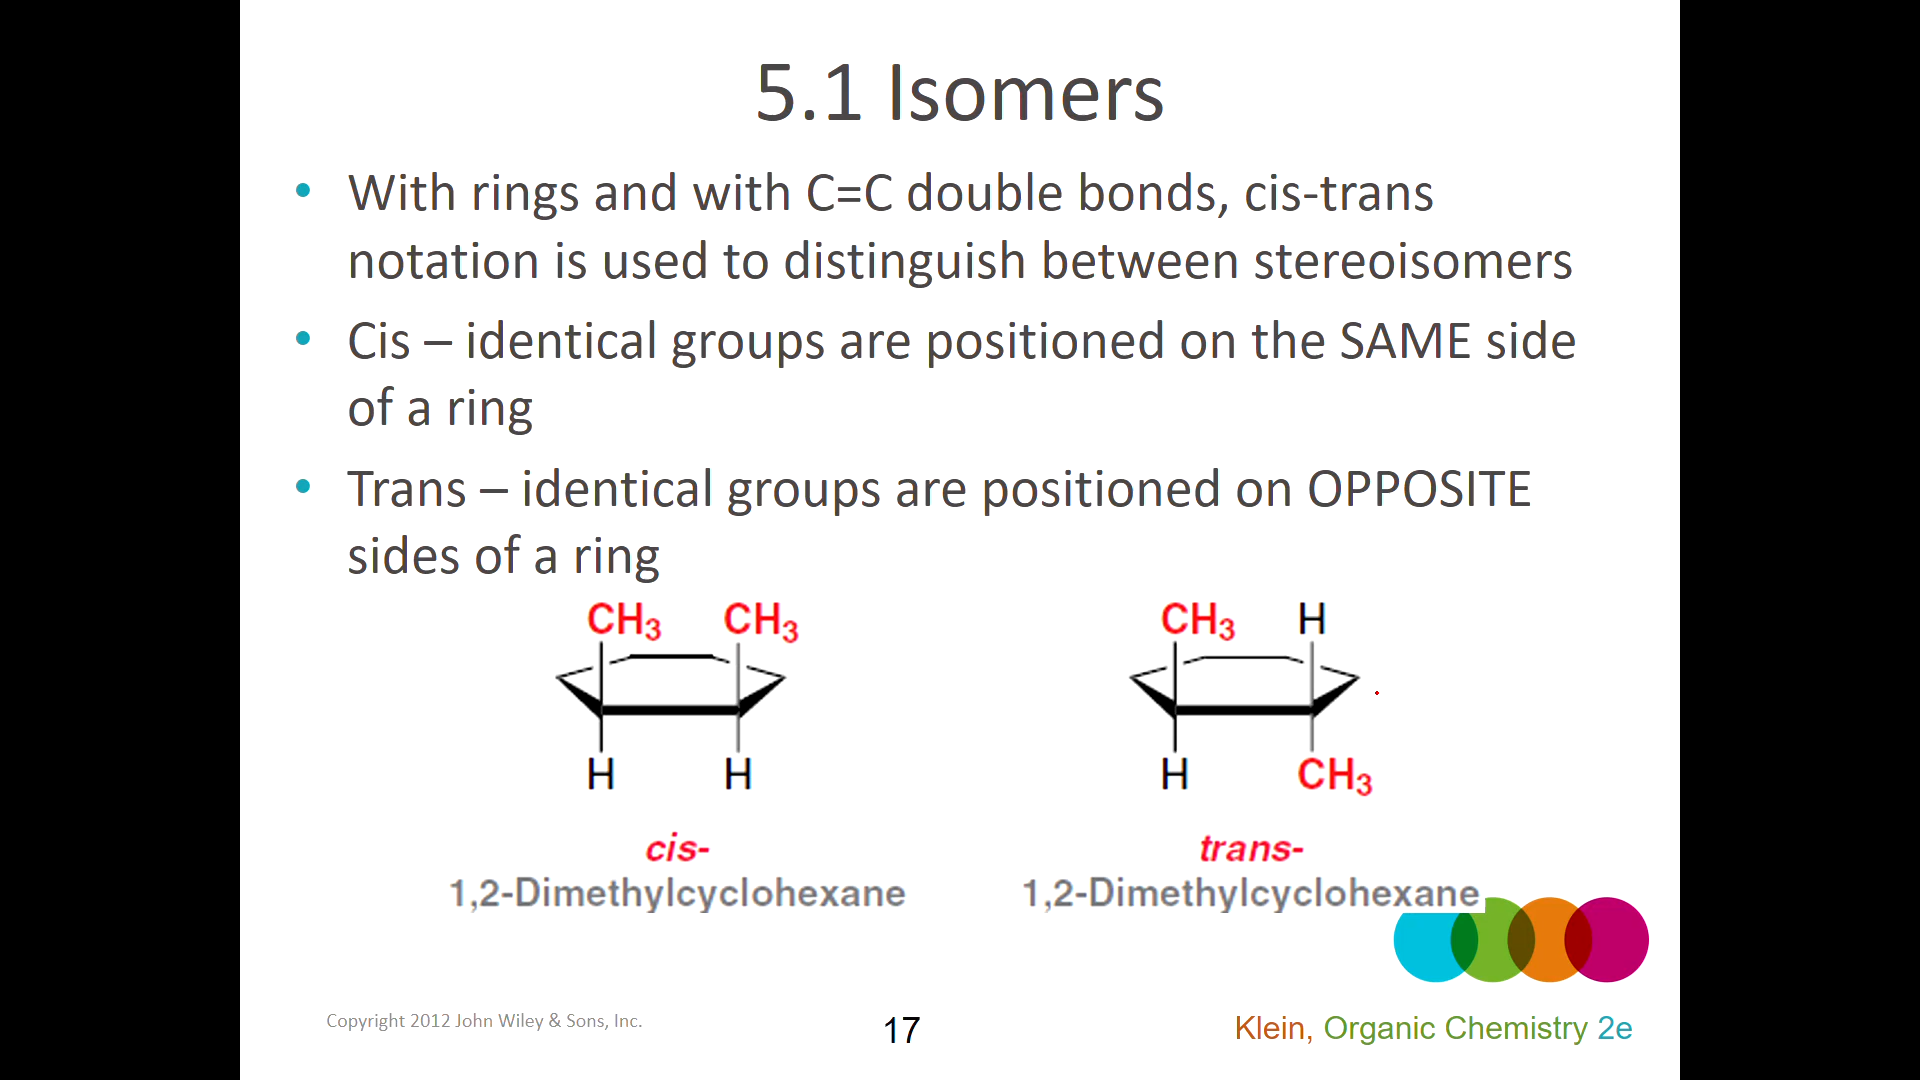 5.1 Isomers
• With rings and with C=C double bonds, cis-trans
notation is used to distinguish between stereoisomers
• Cis – identical groups are positioned on the SAME side
of a ring
• Trans – identical groups are positioned on OPPOSITE
sides of a ring
CH₃ CH₃
H H
cis-
1,2-Dimethylcyclohexane
CH₃ H
H CH₃
trans-
1,2-Dimethylcyclohexane
Copyright 2012 John Wiley & Sons, Inc.
17
Klein, Organic Chemistry 2e